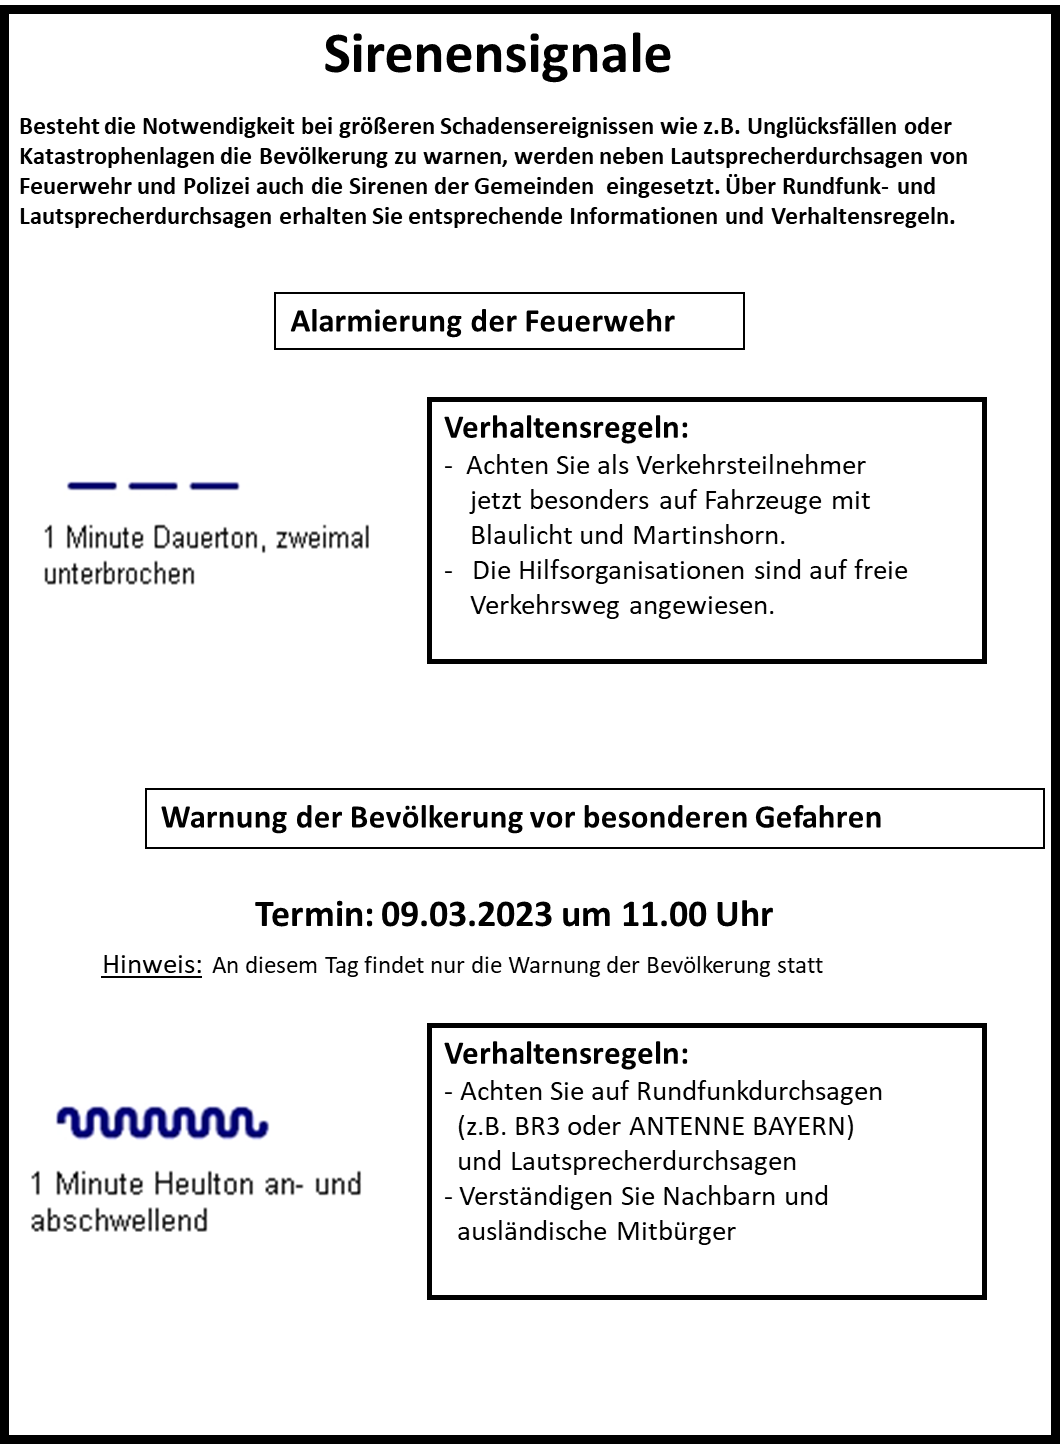 Sirenensignale
Besteht die Notwendigkeit bei größeren Schadensereignissen wie z.B. Unglücksfällen oder
Katastrophenlagen die Bevölkerung zu warnen, werden neben Lautsprecherdurchsagen von
Feuerwehr und Polizei auch die Sirenen der Gemeinden eingesetzt. Über Rundfunk- und
Lautsprecherdurchsagen erhalten Sie entsprechende Informationen und Verhaltensregeln.
Alarmierung der Feuerwehr
1 Minute Dauerton, zweimal
unterbrochen
Verhaltensregeln:
- Achten Sie als Verkehrsteilnehmer
jetzt besonders auf Fahrzeuge mit
Blaulicht und Martinshorn.
- Die Hilfsorganisationen sind auf freie
Verkehrsweg angewiesen.
Warnung der Bevölkerung vor besonderen Gefahren
Termin: 09.03.2023 um 11.00 Uhr
Hinweis: An diesem Tag findet nur die Warnung der Bevölkerung statt
1 Minute Heulton an- und
abschwellend
Verhaltensregeln:
- Achten Sie auf Rundfunkdurchsagen
(z.B. BR3 oder ANTENNE BAYERN)
und Lautsprecherdurchsagen
- Verständigen Sie Nachbarn und
ausländische Mitbürger